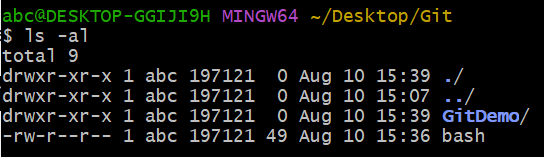 abc@DESKTOP-GGIJI9H MINGW64 ~/Desktop/Git
$ ls -al
total 9
drwxr-xr-x 1 abc 197121  0 Aug 10 15:39 ./
drwxr-xr-x 1 abc 197121  0 Aug 10 15:07 ../
drwxr-xr-x 1 abc 197121  0 Aug 10 15:39 GitDemo/
-rw-r--r-- 1 abc 197121 49 Aug 10 15:36 bash